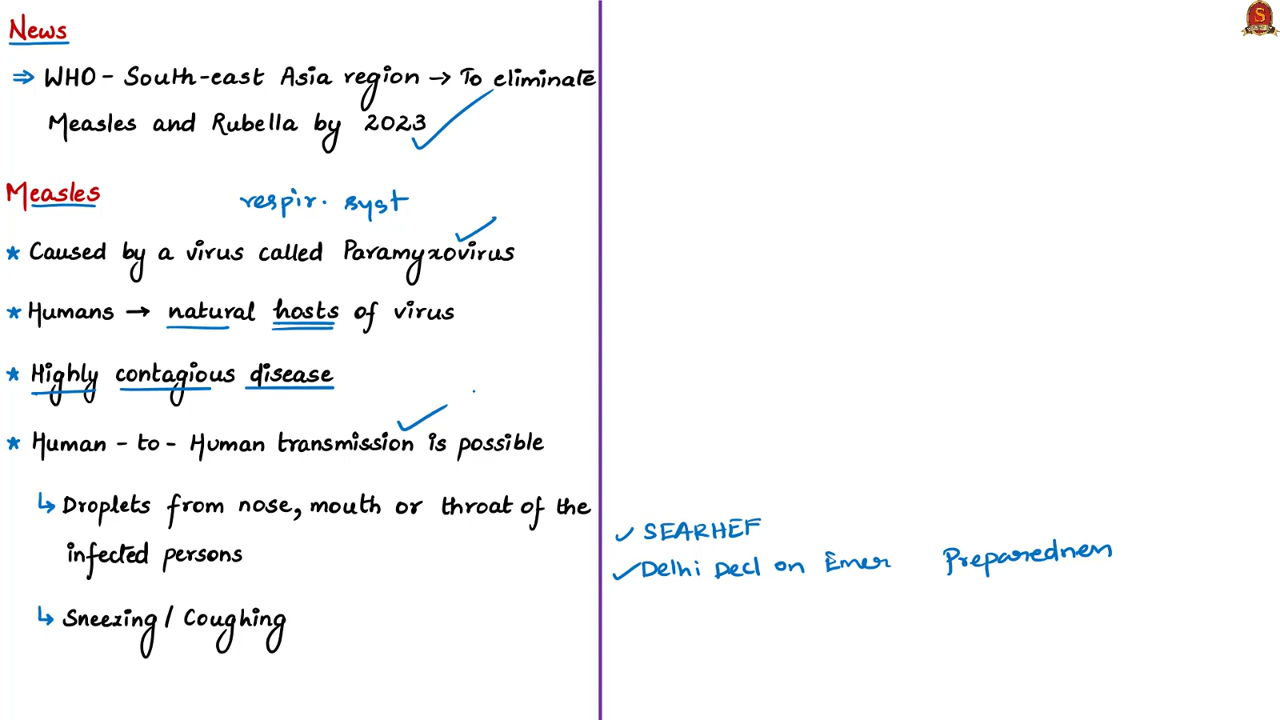 News
⇒ WHO - South-east Asia region → To eliminate
Measles and Rubella by 2023
Measles
respir. syst
* Caused by a virus called Paramyxovirus
* Humans → natural hosts of virus
* Highly contagious disease
* Human - to - Human transmission is possible
↳ Droplets from nose, mouth or throat of the
infected persons
↳ Sneezing / Coughing
✓ SEARHEF
✓ Delhi Decl on Emer Preparedness